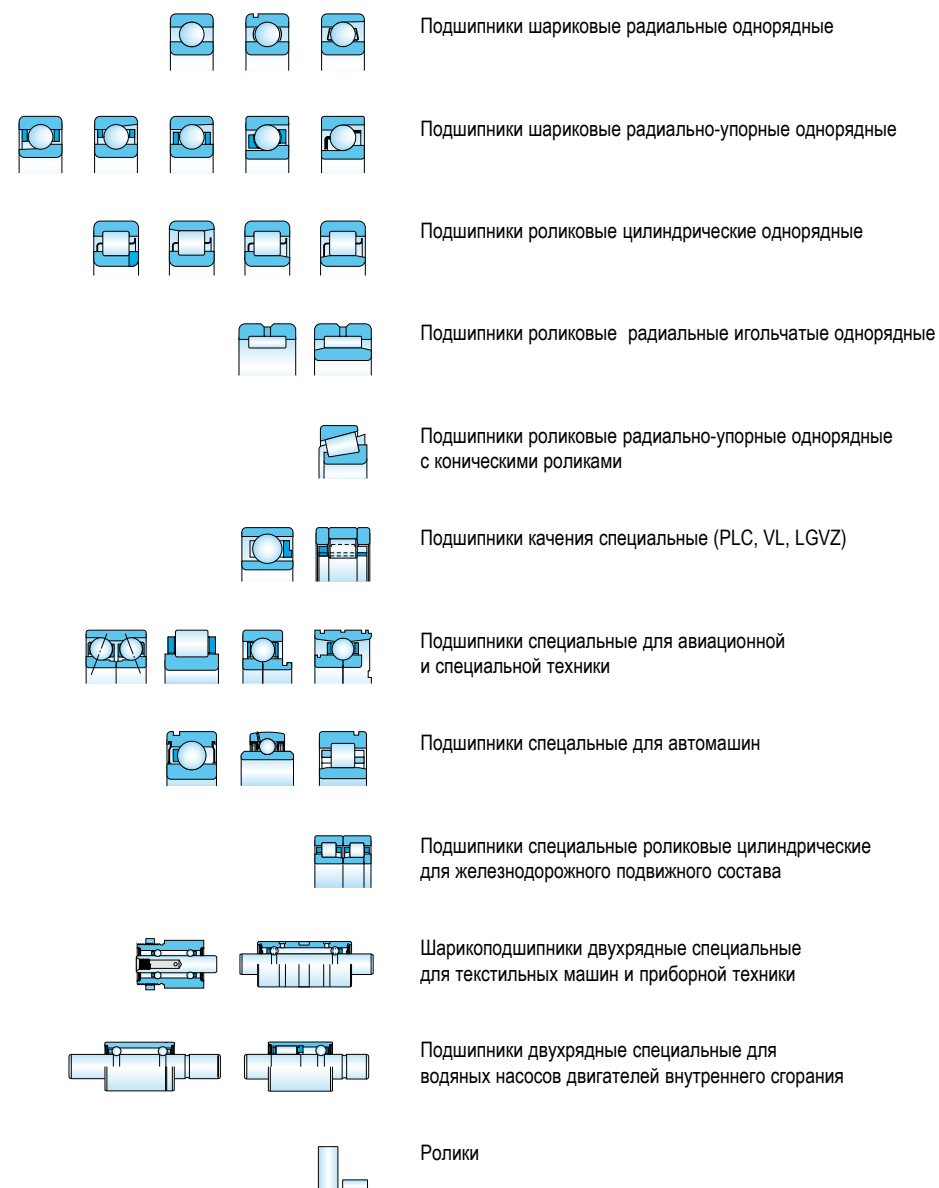 Подшипники шариковые радиальные однорядные
Подшипники шариковые радиально-упорные однорядные
Подшипники роликовые цилиндрические однорядные
Подшипники роликовые  радиальные игольчатые однорядные
Подшипники роликовые радиально-упорные однорядные
с коническими роликами
Подшипники качения специальные (PLC, VL, LGVZ)
Подшипники специальные для авиационной
и специальной техники
Подшипники спецальные для автомашин
Подшипники специальные роликовые цилиндрические
для железнодорожного подвижного состава
Шарикоподшипники двухрядные специальные
для текстильных машин и приборной техники
Подшипники двухрядные специальные для
водяных насосов двигателей внутреннего сгорания
Ролики